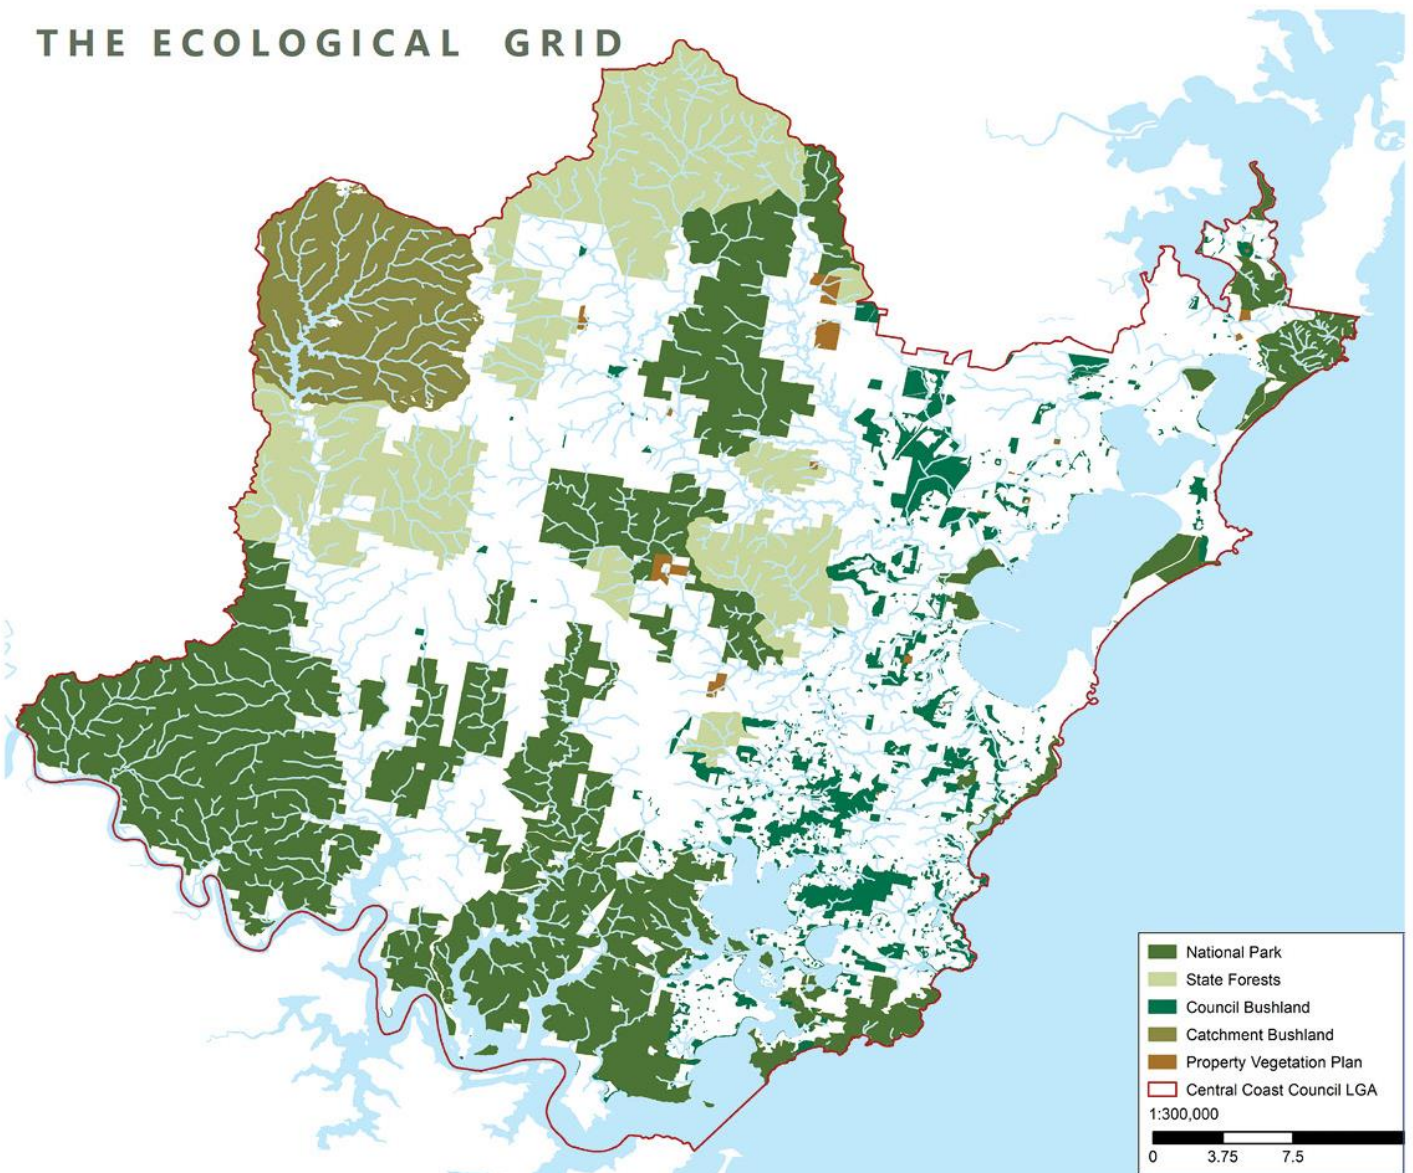 THE ECOLOGICAL GRID
National Park
State Forests
Council Bushland
Catchment Bushland
Property Vegetation Plan
Central Coast Council LGA
1:300,000
0 3.75 7.5